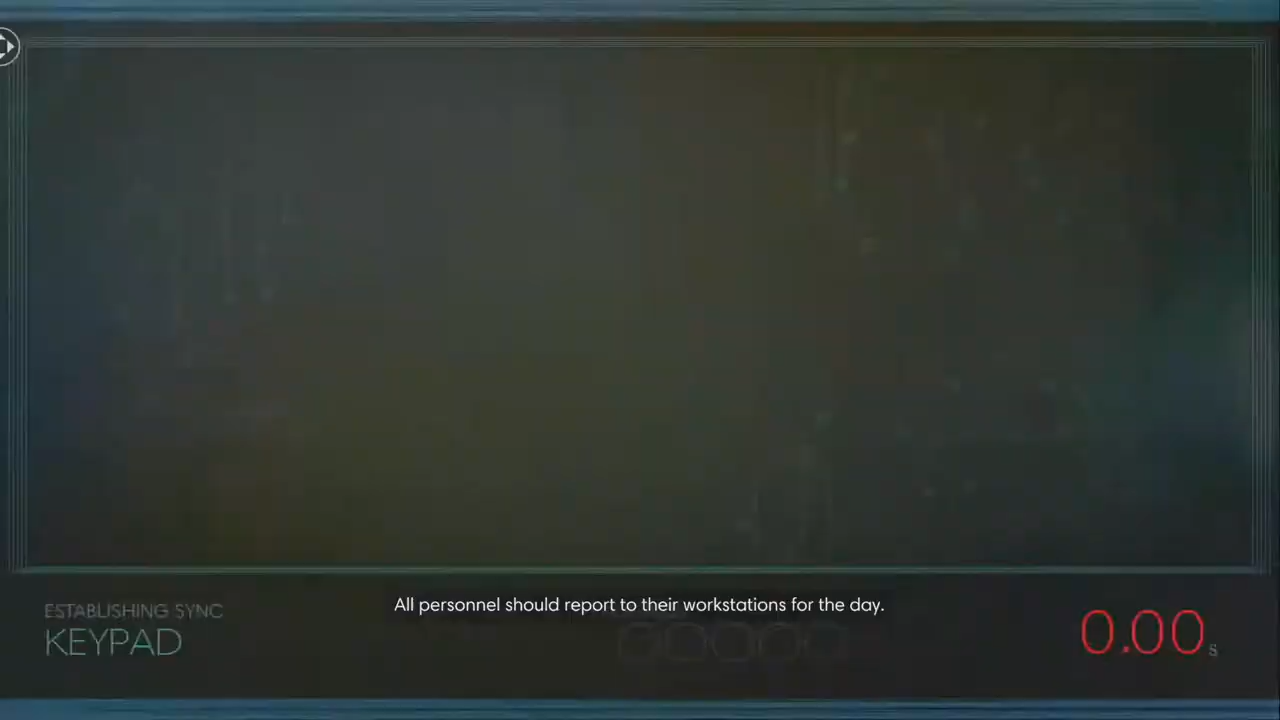 All personnel should report to their workstations for the day.
ESTABLISHING SYNC
KEYPAD
0.00 s